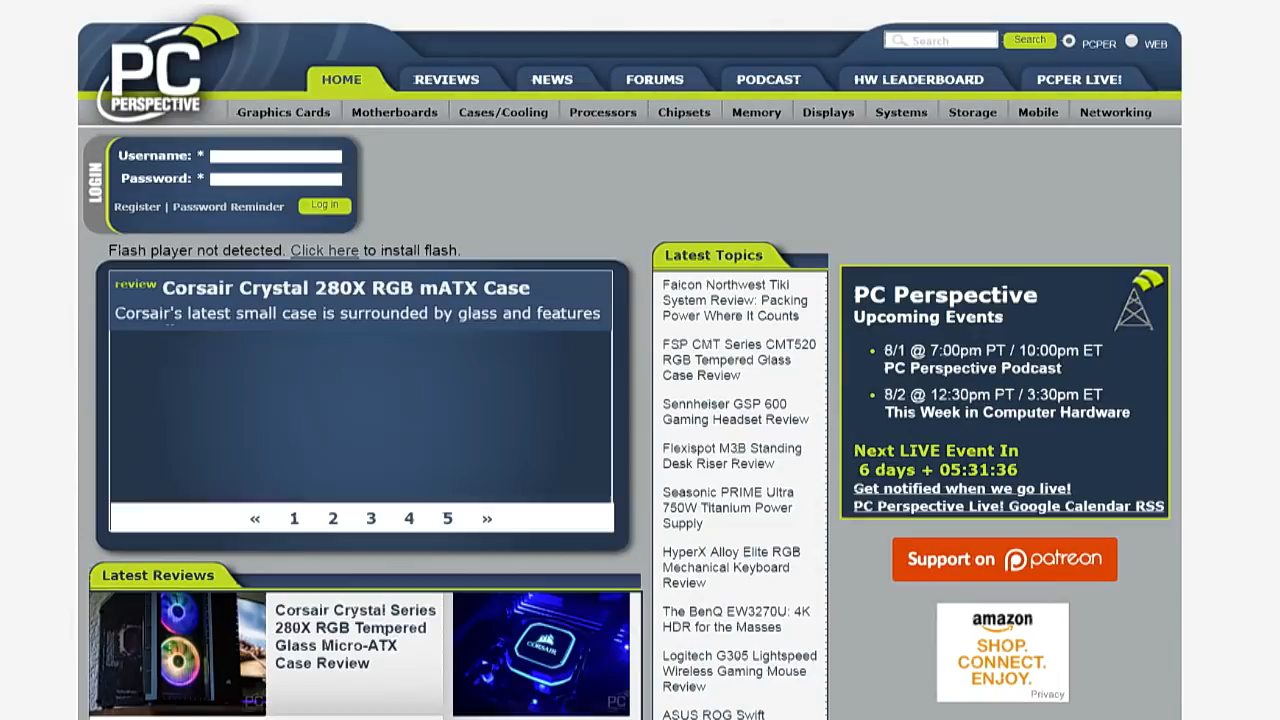 PC
PERSPECTIVE
Search
Search
PCPER
WEB
HOME
REVIEWS
NEWS
FORUMS
PODCAST
HW LEADERBOARD
PCPER LIVE!
Graphics Cards
Motherboards
Cases/Cooling
Processors
Chipsets
Memory
Displays
Systems
Storage
Mobile
Networking
LOGIN
Username: *
Password: *
Register | Password Reminder
Log in
Flash player not detected. Click here to install flash.
review Corsair Crystal 280X RGB mATX Case
Corsair's latest small case is surrounded by glass and features
« 1 2 3 4 5 »
Latest Reviews
Corsair Crystal Series
280X RGB Tempered
Glass Micro-ATX
Case Review
PC
CORSAIR
PC
Latest Topics
Falcon Northwest Tiki
System Review: Packing
Power Where It Counts
FSP CMT Series CMT520
RGB Tempered Glass
Case Review
Sennheiser GSP 600
Gaming Headset Review
Flexispot M3B Standing
Desk Riser Review
Seasonic PRIME Ultra
750W Titanium Power
Supply
HyperX Alloy Elite RGB
Mechanical Keyboard
Review
The BenQ EW3270U: 4K
HDR for the Masses
Logitech G305 Lightspeed
Wireless Gaming Mouse
Review
ASUS ROG Swift
PC Perspective
Upcoming Events
• 8/1 @ 7:00pm PT / 10:00pm ET
PC Perspective Podcast
• 8/2 @ 12:30pm PT / 3:30pm ET
This Week in Computer Hardware
Next LIVE Event In
6 days + 05:31:36
Get notified when we go live!
PC Perspective Live! Google Calendar RSS
Support on patreon
amazon
SHOP.
CONNECT.
ENJOY.
Privacy